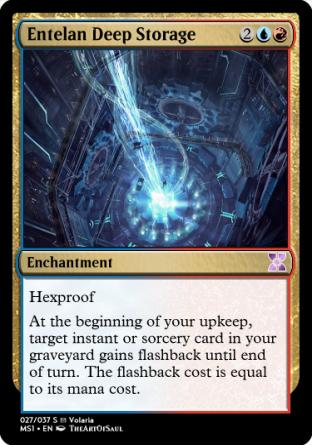 Entelan Deep Storage 2
Enchantment
Hexproof
At the beginning of your upkeep,
target instant or sorcery card in your
graveyard gains flashback until end
of turn. The flashback cost is equal
to its mana cost.
027/037 S Volaria
MS1 • EN TheArtOfSaul